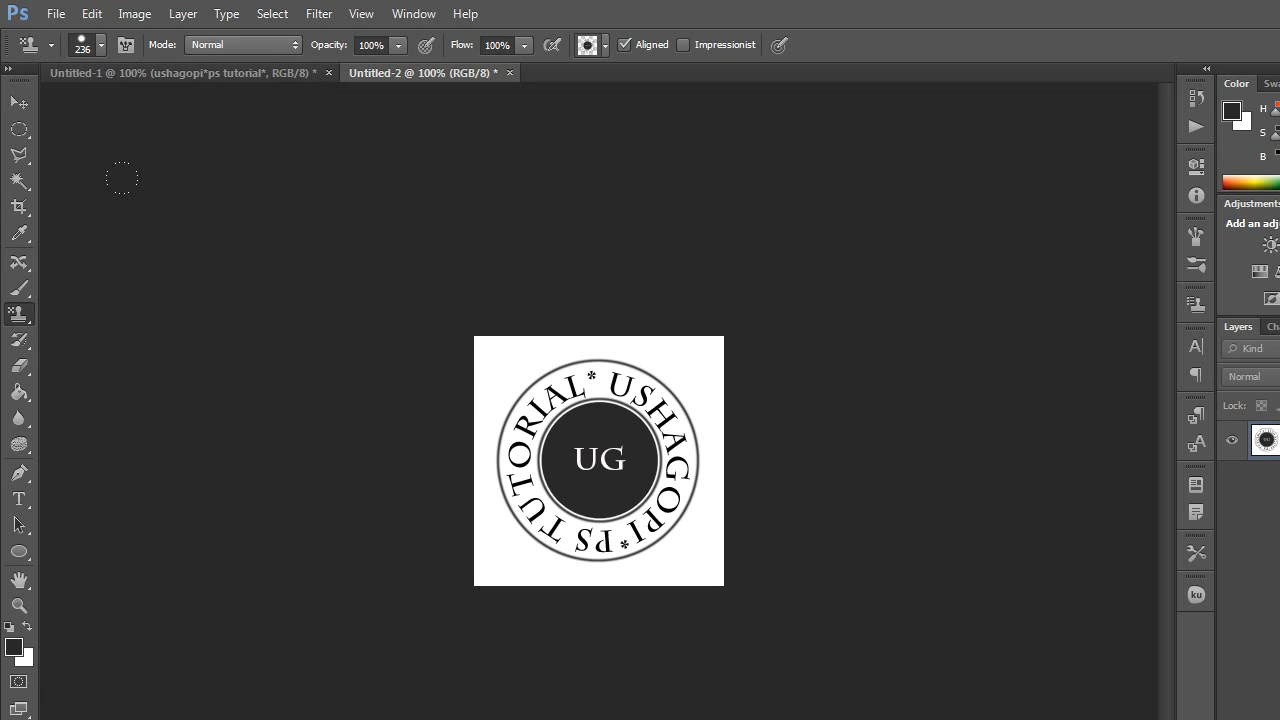 Ps File Edit Image Layer Type Select Filter View Window Help
236 Mode: Normal Opacity: 100% Flow: 100% Aligned Impressionist
Untitled-1 @ 100% (ushagopi*ps tutorial*, RGB/8) * × Untitled-2 @ 100% (RGB/8) * ×
Color
H
S
B
Adjustments
Add an
USHAGOPI*PS TUTORIAL*
UG
Layers
Kind
Normal
Lock:
A
T
ku